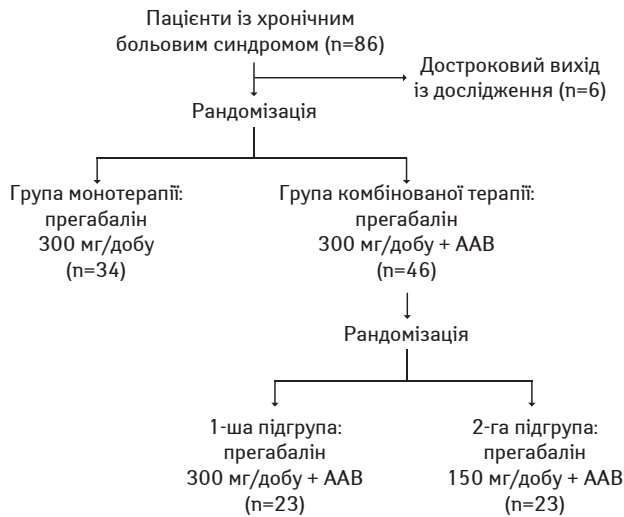 Пацієнти із хронічним
больовим синдромом (n=86)
Достроковий вихід
із дослідження (n=6)
Рандомізація
Група монотерапії:
прегабалін
300 мг/добу
(n=34)
Група комбінованої терапії:
прегабалін
300 мг/добу + ААВ
(n=46)
Рандомізація
1-ша підгрупа:
прегабалін
300 мг/добу + ААВ
(n=23)
2-га підгрупа:
прегабалін
150 мг/добу + ААВ
(n=23)